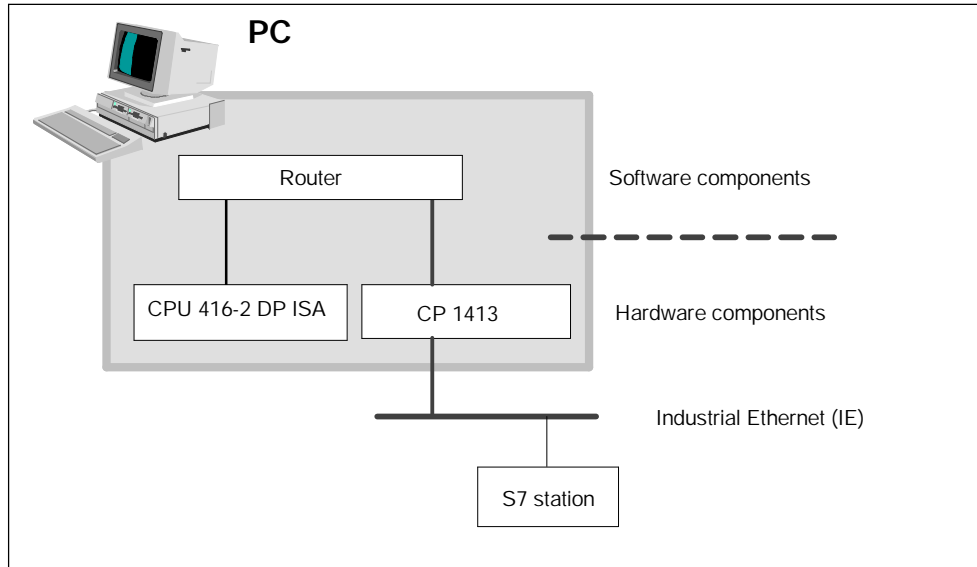 PC
Router
Software components
CPU 416-2 DP ISA
CP 1413
Hardware components
Industrial Ethernet (IE)
S7 station